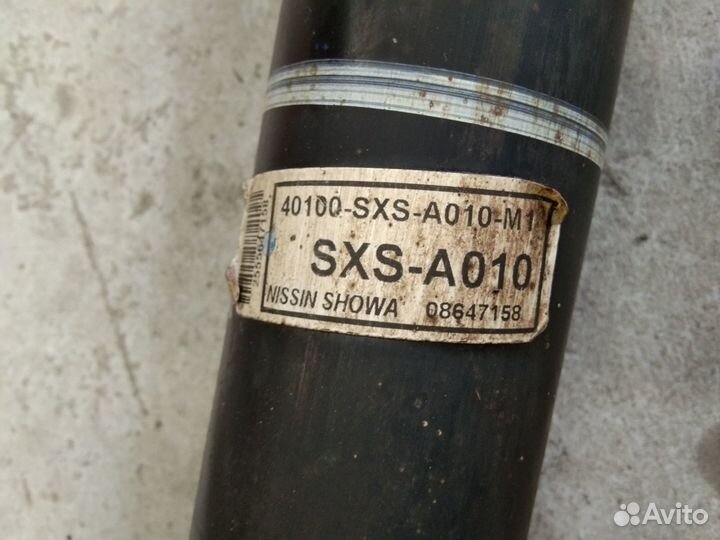 40100-SXS-A010-M1
SXS-A010
NISSIN SHOWA 08647158
Avito